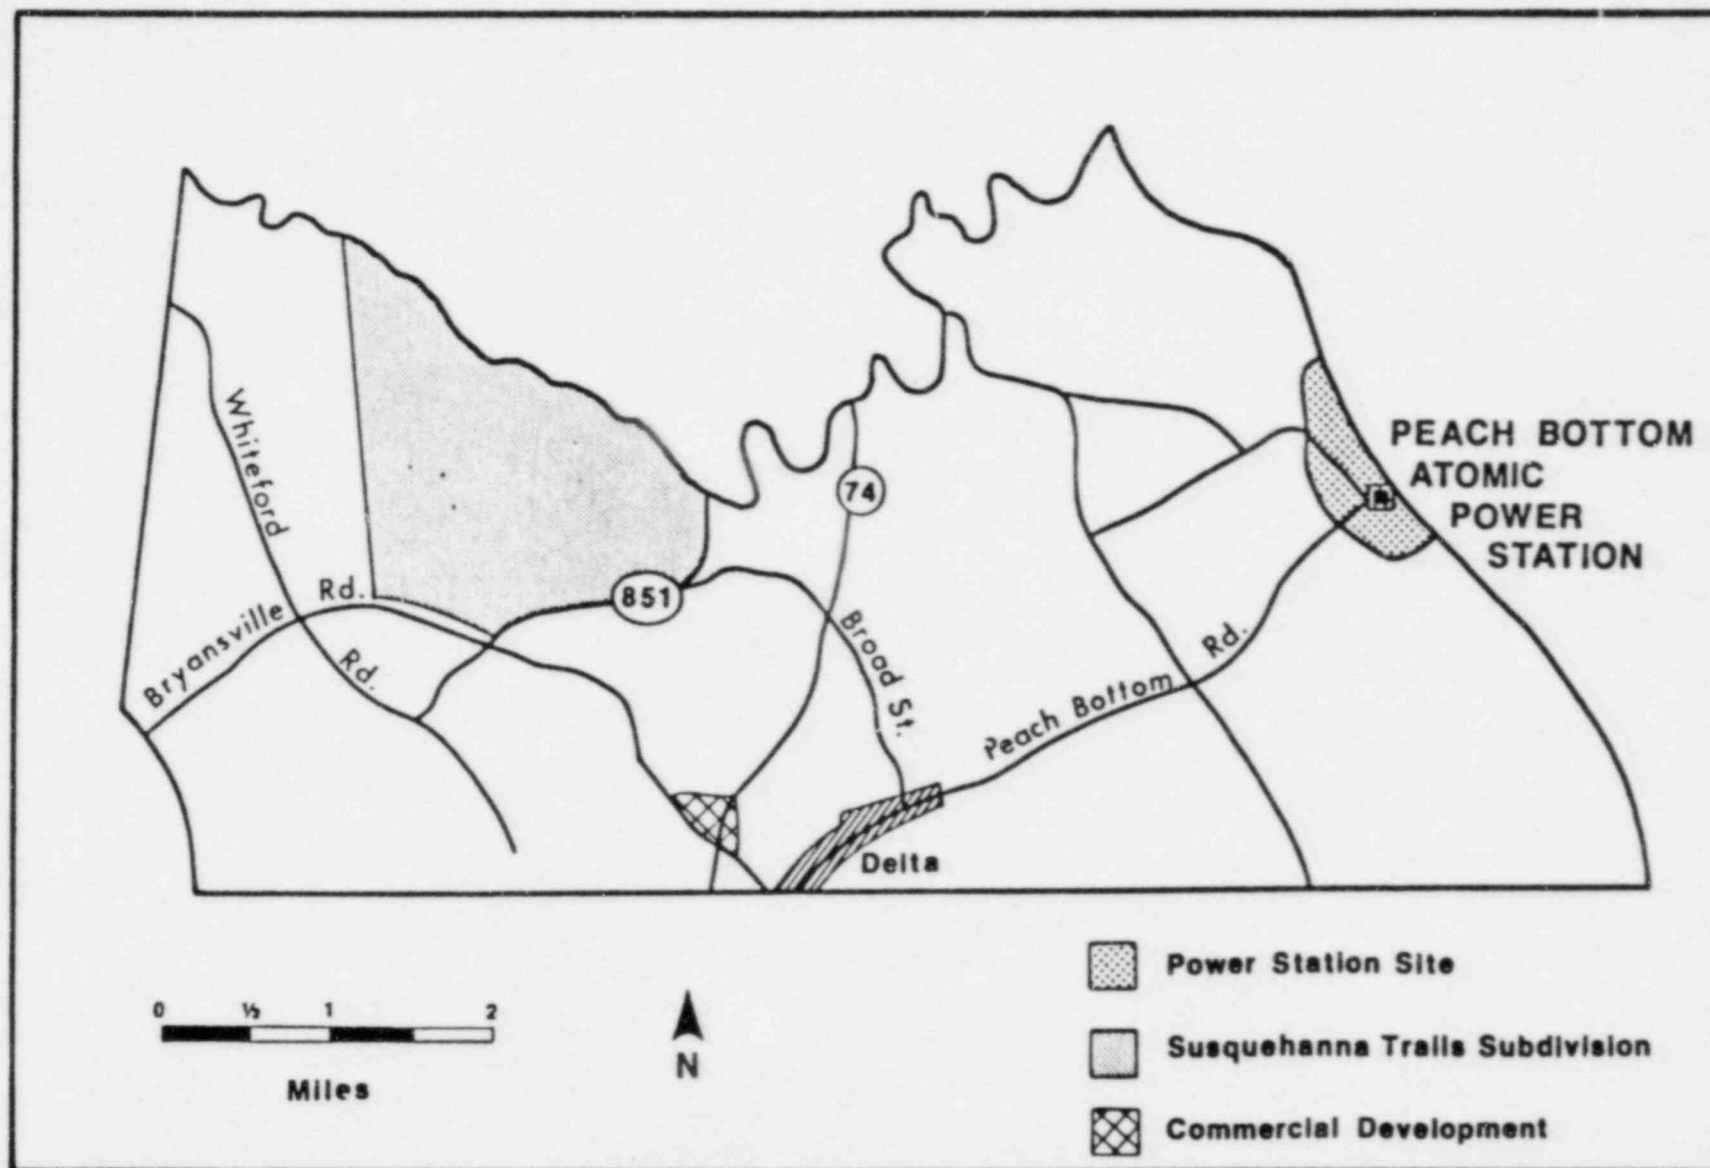 PEACH BOTTOM
ATOMIC
POWER
STATION
Whiteford
Rd.
Bryansville
Rd.
851
74
Broad St.
Peach Bottom
Rd.
Delta
0 ½ 1 2
Miles
N
Power Station Site
Susquehanna Trails Subdivision
Commercial Development